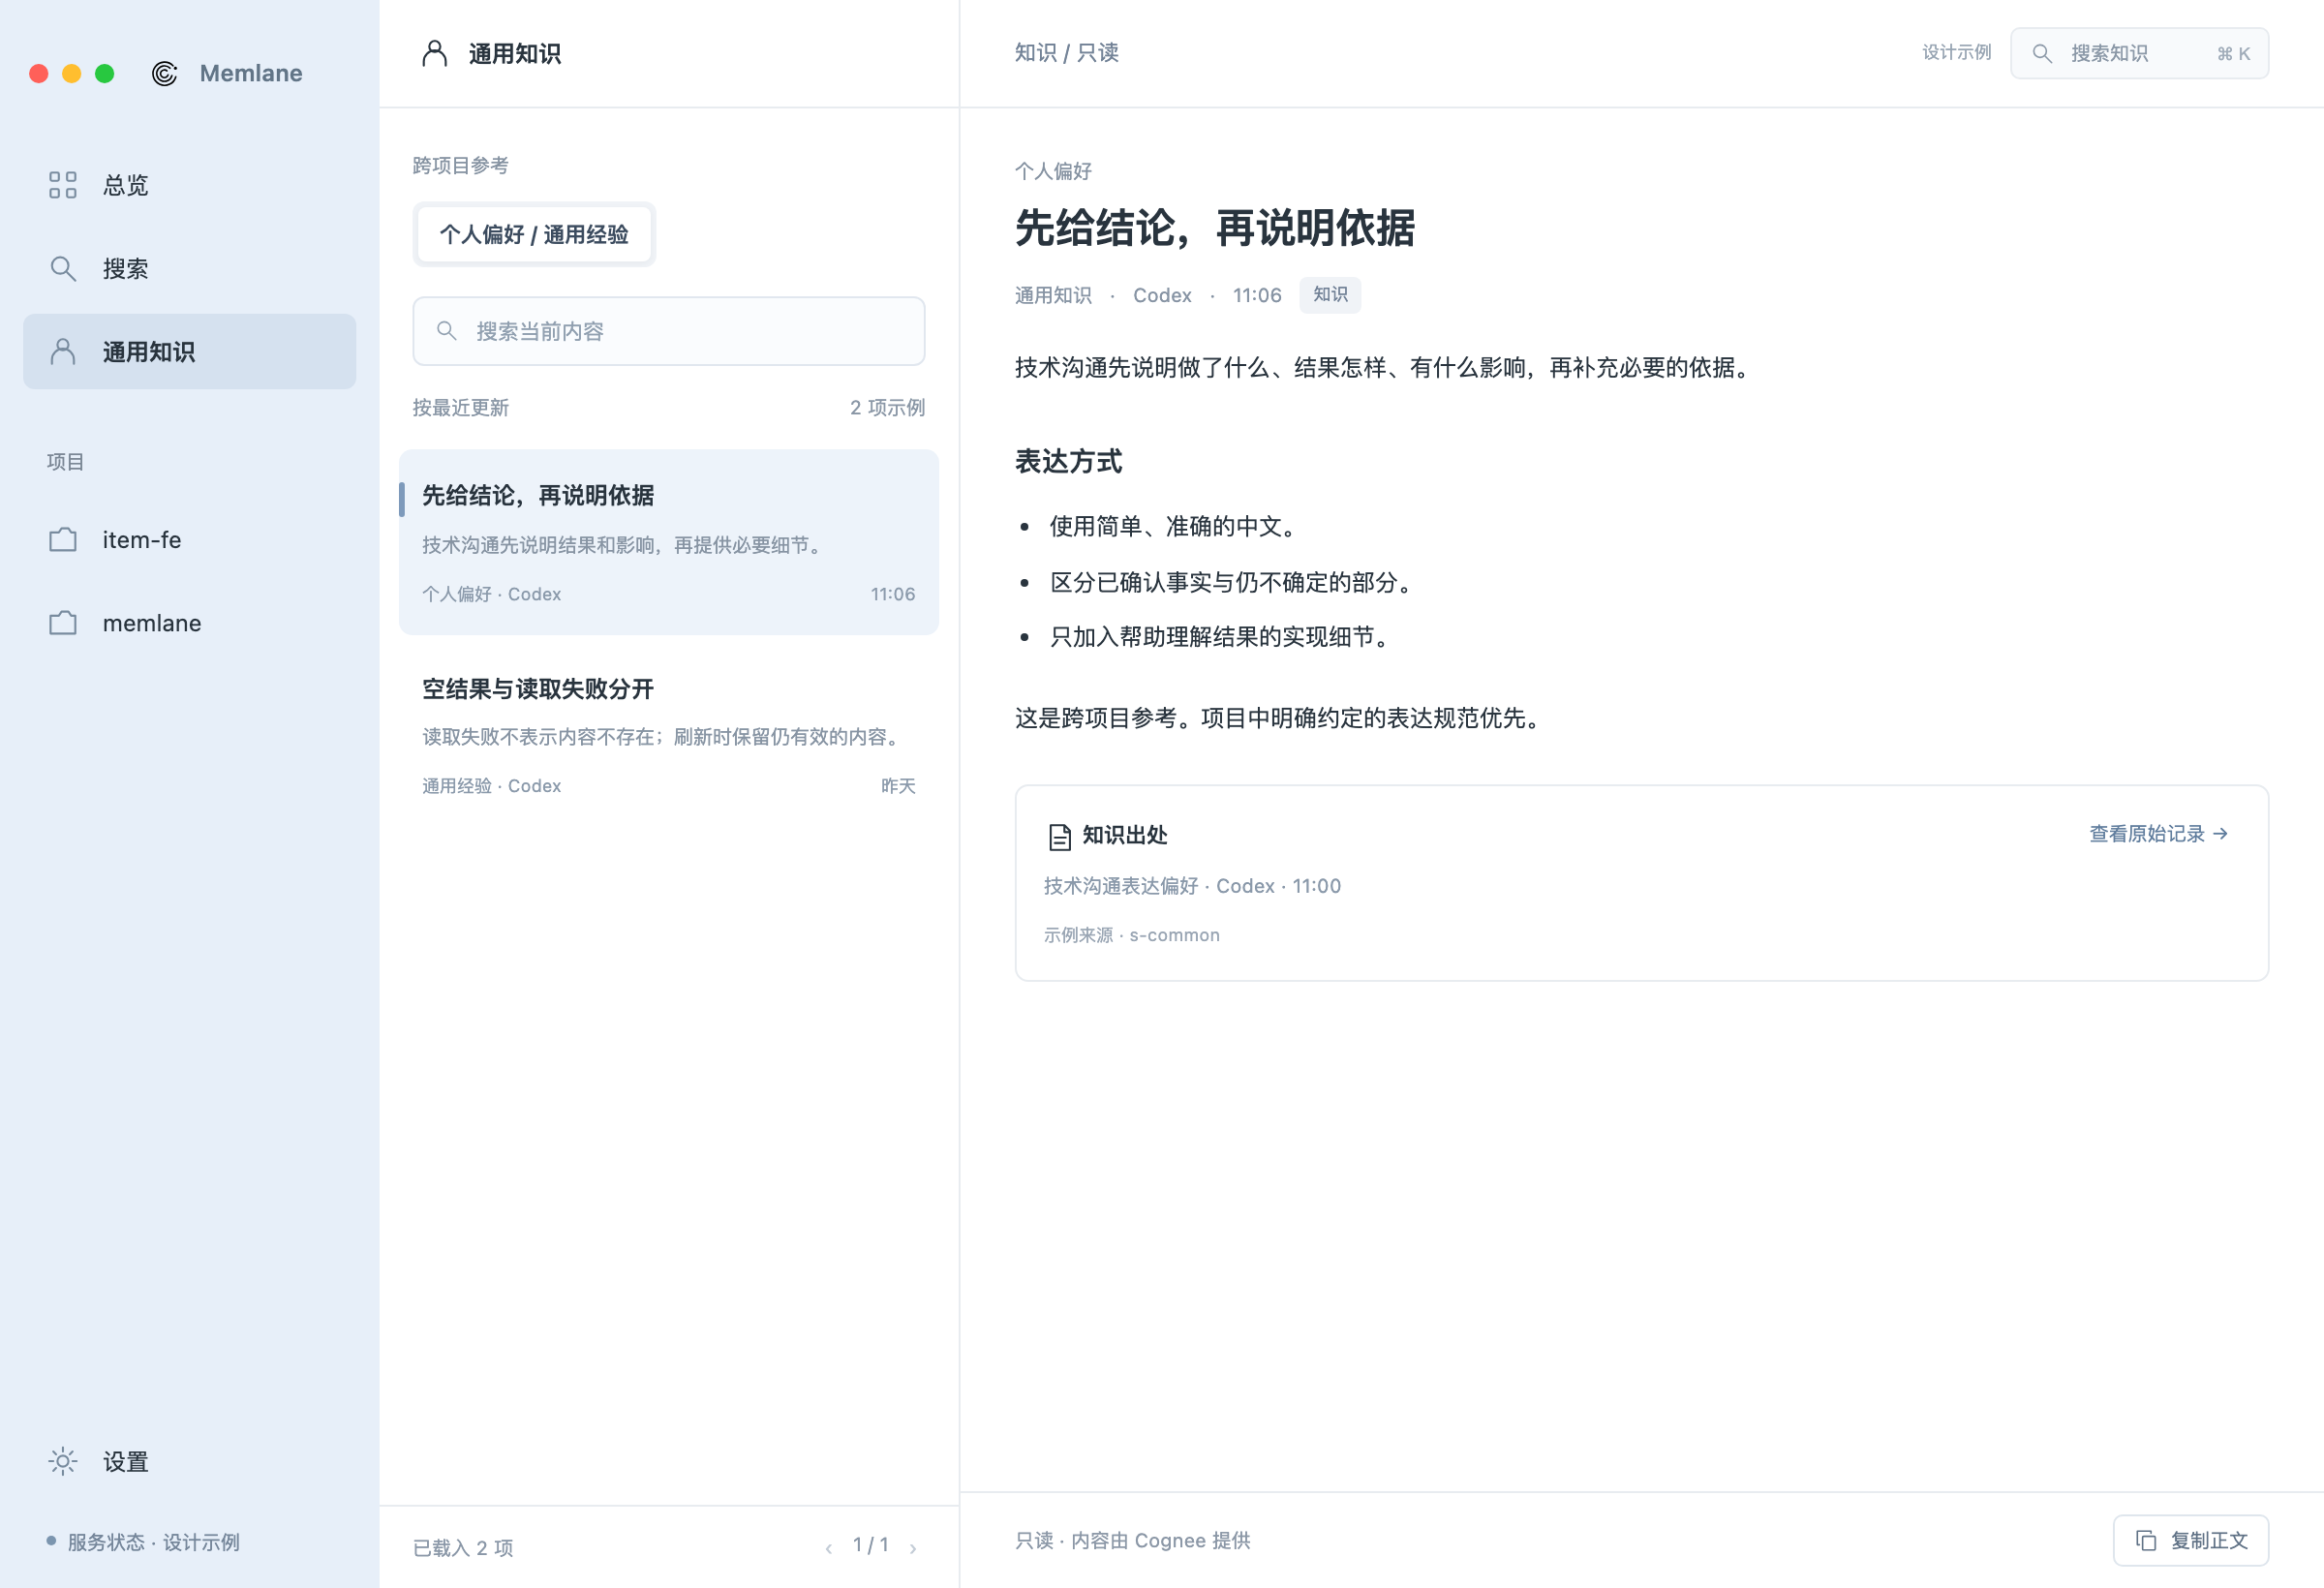 Memlane
总览
搜索
通用知识
项目
item-fe
memlane
设置
服务状态 · 设计示例
通用知识
跨项目参考
个人偏好 / 通用经验
搜索当前内容
按最近更新 2 项示例
先给结论，再说明依据
技术沟通先说明结果和影响，再提供必要细节。
个人偏好 · Codex 11:06
空结果与读取失败分开
读取失败不表示内容不存在；刷新时保留仍有效的内容。
通用经验 · Codex 昨天
已载入 2 项 ‹ 1 / 1 ›
知识 / 只读 设计示例 搜索知识 ⌘ K
个人偏好
先给结论，再说明依据
通用知识 · Codex · 11:06 知识
技术沟通先说明做了什么、结果怎样、有什么影响，再补充必要的依据。
表达方式
• 使用简单、准确的中文。
• 区分已确认事实与仍不确定的部分。
• 只加入帮助理解结果的实现细节。
这是跨项目参考。项目中明确约定的表达规范优先。
知识出处 查看原始记录 →
技术沟通表达偏好 · Codex · 11:00
示例来源 · s-common
只读 · 内容由 Cognee 提供 复制正文